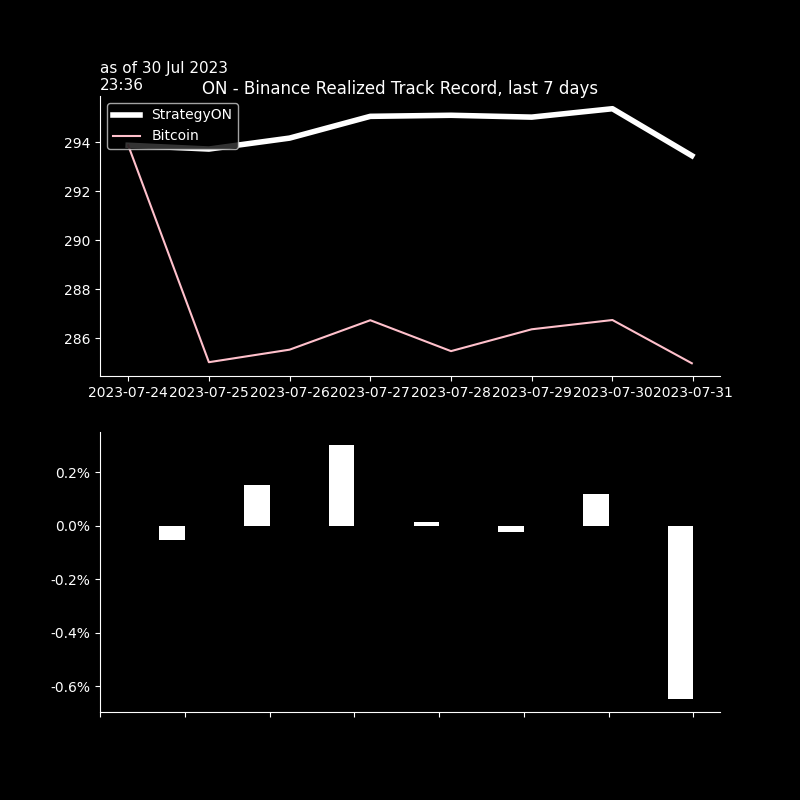 as of 30 Jul 2023
23:36
ON - Binance Realized Track Record, last 7 days
StrategyON
Bitcoin
294
292
290
288
286
2023-07-24 2023-07-25 2023-07-26 2023-07-27 2023-07-28 2023-07-29 2023-07-30 2023-07-31
0.2%
0.0%
-0.2%
-0.4%
-0.6%